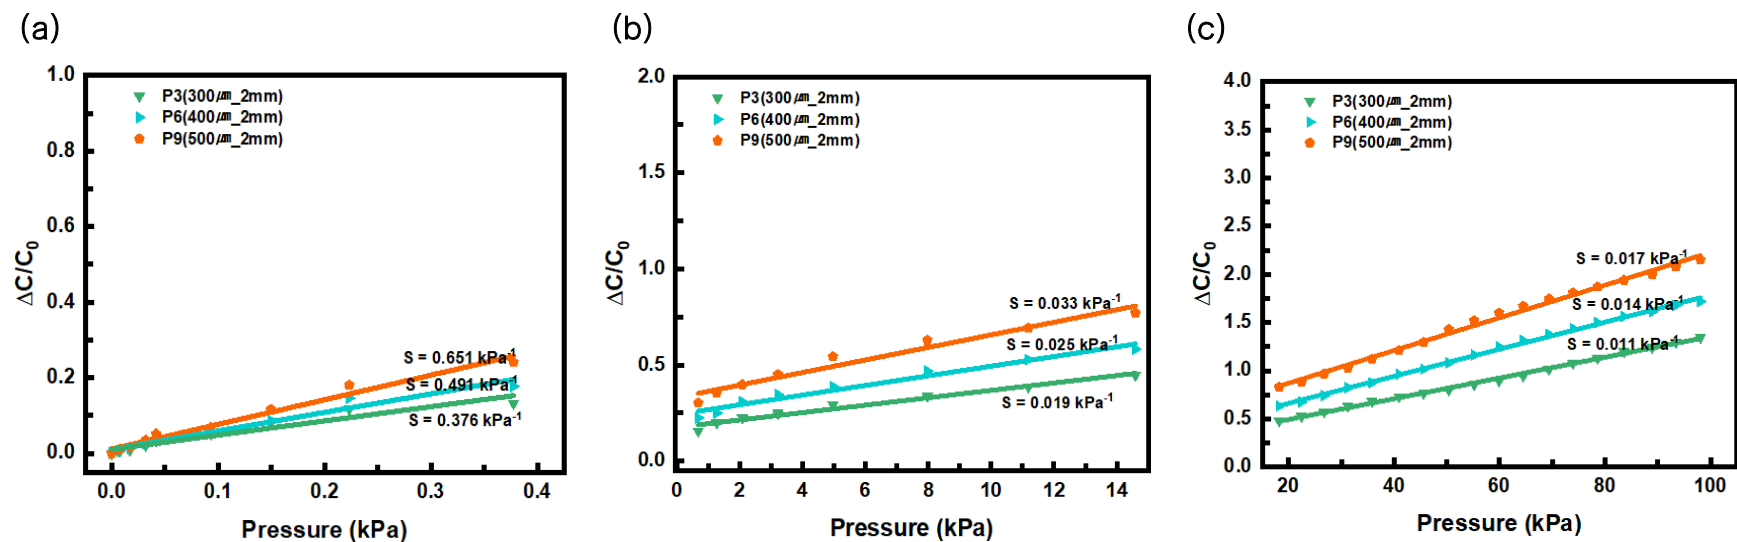 (a)
1.0
0.8
0.6
0.4
0.2
0.0
ΔC/C0
P3(300㎛_2mm)
P6(400㎛_2mm)
P9(500㎛_2mm)
S = 0.651 kPa-1
S = 0.491 kPa-1
S = 0.376 kPa-1
0.0 0.1 0.2 0.3 0.4
Pressure (kPa)
(b)
2.0
1.5
1.0
0.5
0.0
ΔC/C0
P3(300㎛_2mm)
P6(400㎛_2mm)
P9(500㎛_2mm)
S = 0.033 kPa-1
S = 0.025 kPa-1
S = 0.019 kPa-1
0 2 4 6 8 10 12 14
Pressure (kPa)
(c)
4.0
3.5
3.0
2.5
2.0
1.5
1.0
0.5
0.0
ΔC/C0
P3(300㎛_2mm)
P6(400㎛_2mm)
P9(500㎛_2mm)
S = 0.017 kPa-1
S = 0.014 kPa-1
S = 0.011 kPa-1
20 40 60 80 100
Pressure (kPa)